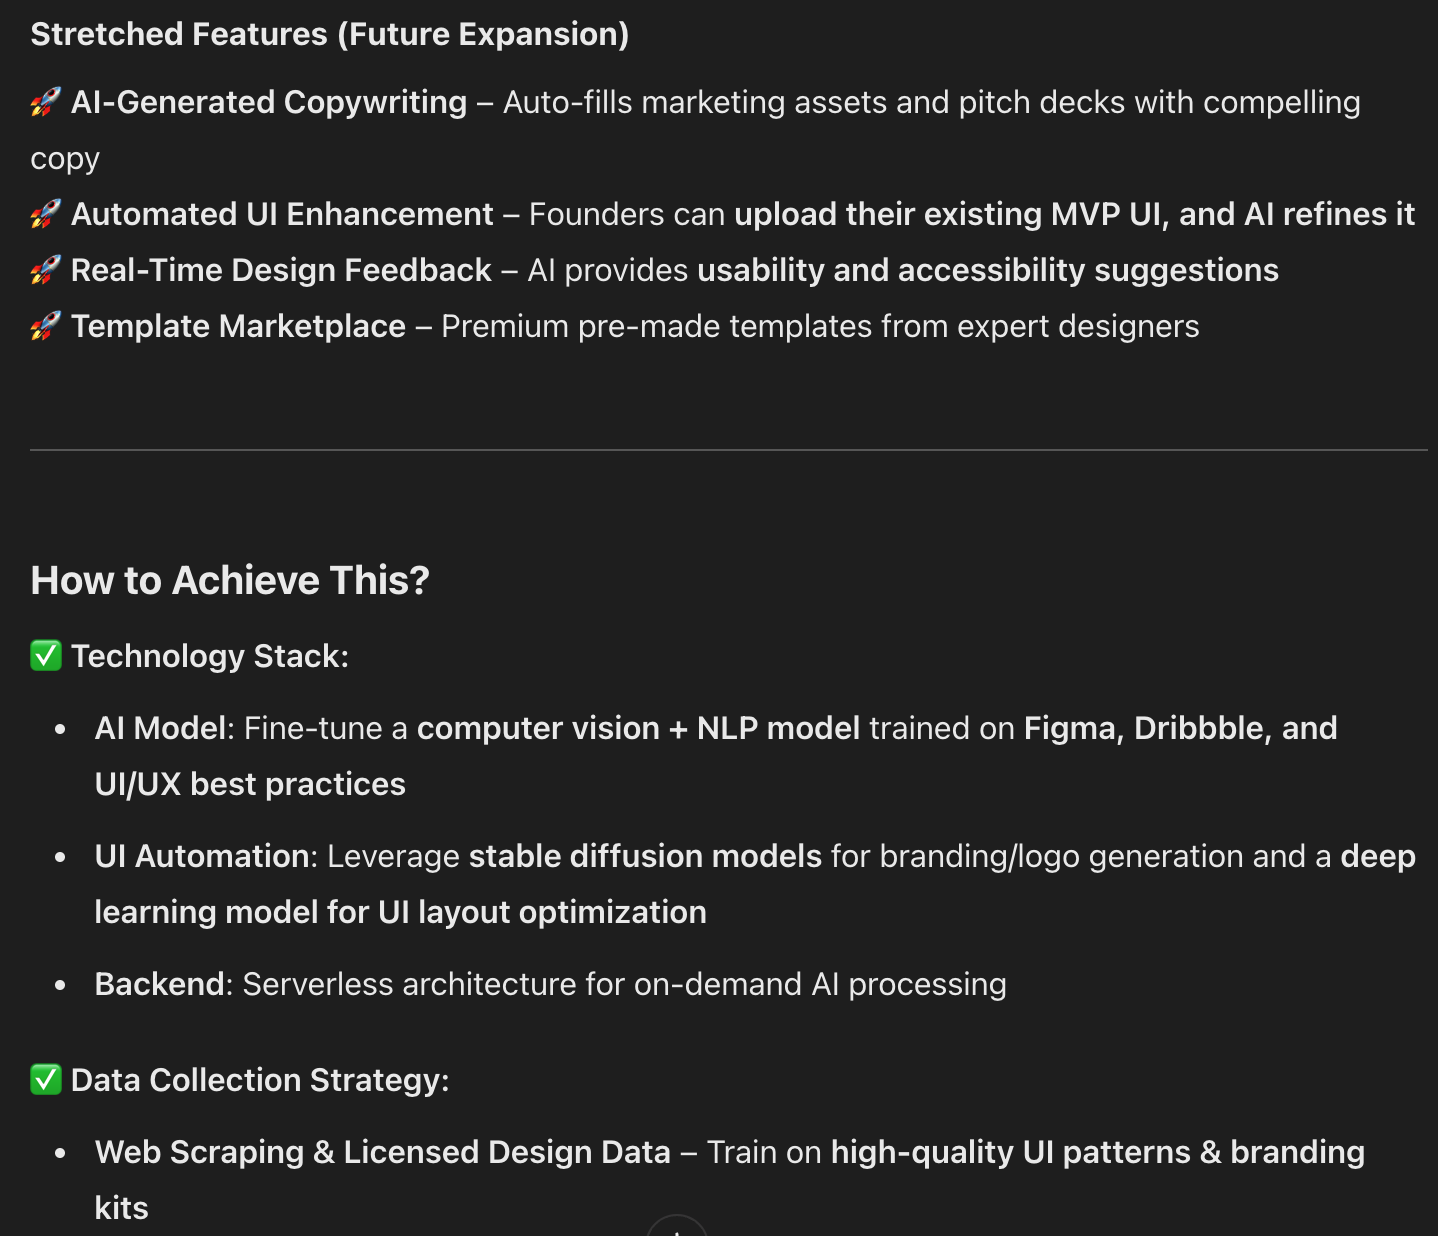 Stretched Features (Future Expansion)
🚀 AI-Generated Copywriting – Auto-fills marketing assets and pitch decks with compelling
copy
🚀 Automated UI Enhancement – Founders can upload their existing MVP UI, and AI refines it
🚀 Real-Time Design Feedback – AI provides usability and accessibility suggestions
🚀 Template Marketplace – Premium pre-made templates from expert designers
How to Achieve This?
✅ Technology Stack:
• AI Model: Fine-tune a computer vision + NLP model trained on Figma, Dribbble, and
UI/UX best practices
• UI Automation: Leverage stable diffusion models for branding/logo generation and a deep
learning model for UI layout optimization
• Backend: Serverless architecture for on-demand AI processing
✅ Data Collection Strategy:
• Web Scraping & Licensed Design Data – Train on high-quality UI patterns & branding
kits